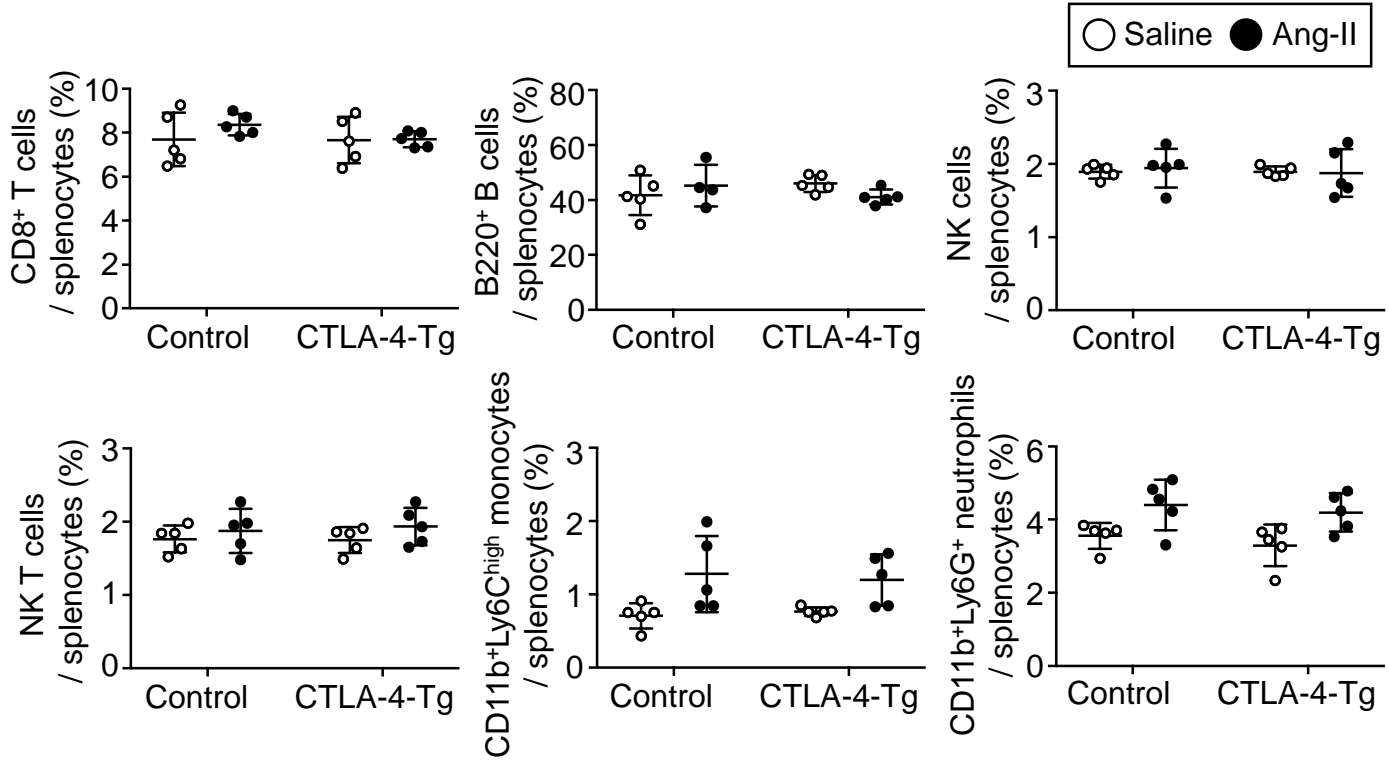 Saline Ang-II
CD8⁺ T cells
/ splenocytes (%)
10
8
6
4
2
0
Control CTLA-4-Tg
B220⁺ B cells
/ splenocytes (%)
80
60
40
20
0
Control CTLA-4-Tg
NK cells
/ splenocytes (%)
3
2
1
0
Control CTLA-4-Tg
NK T cells
/ splenocytes (%)
3
2
1
0
Control CTLA-4-Tg
CD11b⁺Ly6Cʰⁱᵍʰ monocytes
/ splenocytes (%)
3
2
1
0
Control CTLA-4-Tg
CD11b⁺Ly6G⁺ neutrophils
/ splenocytes (%)
6
4
2
0
Control CTLA-4-Tg